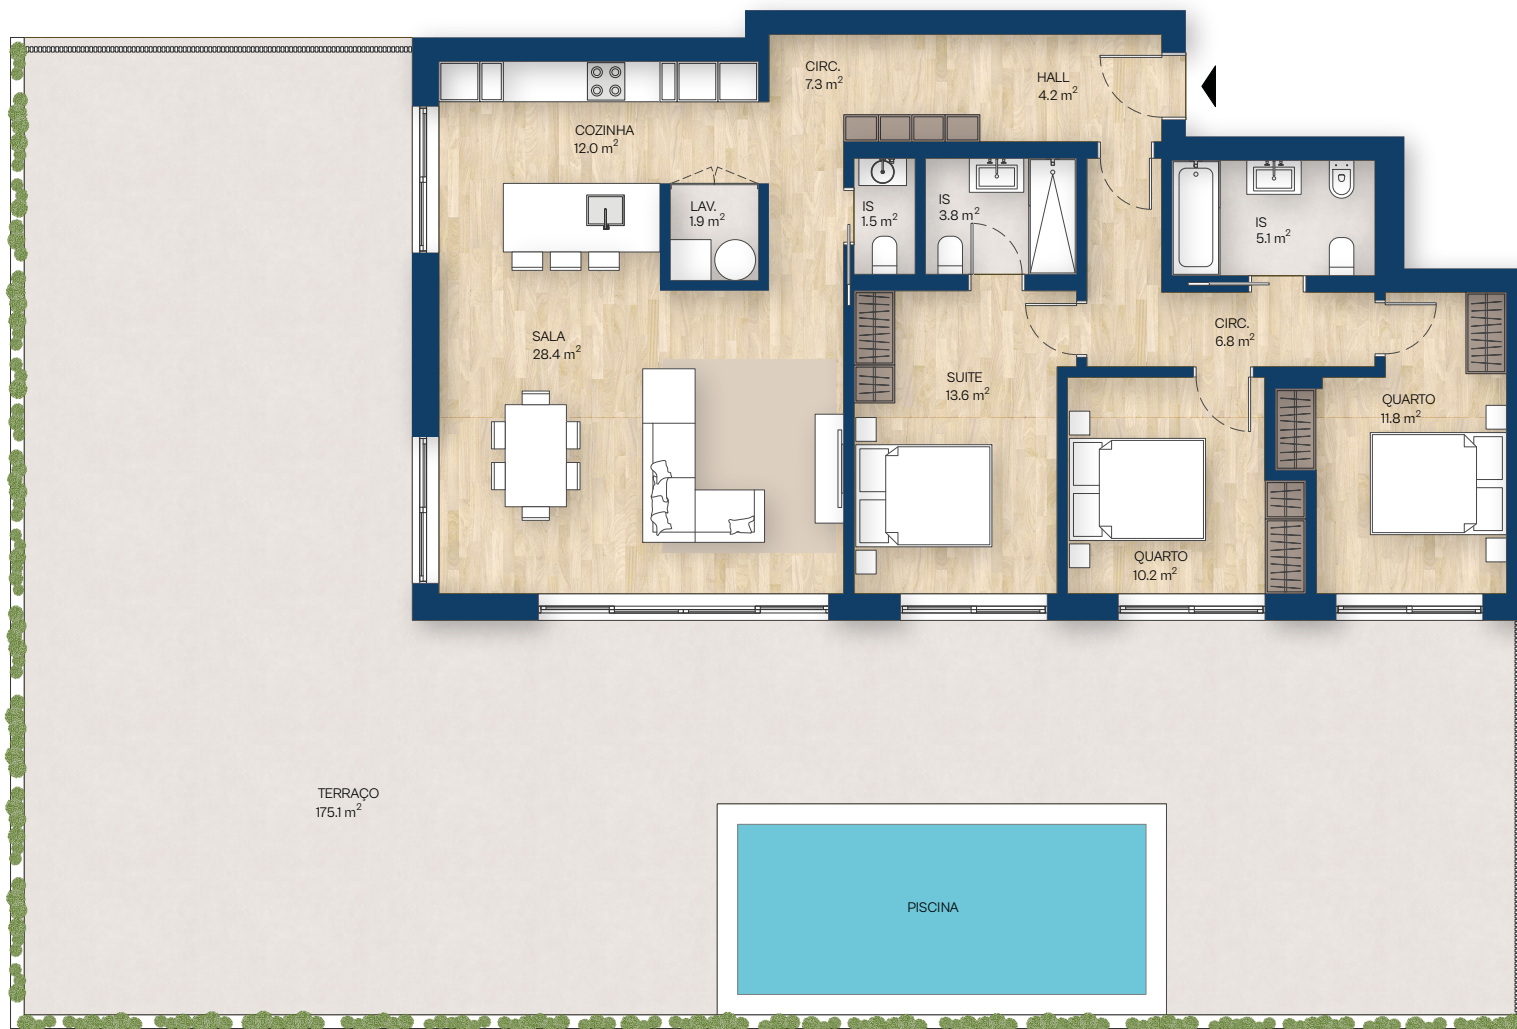 CIRC.
7.3 m²
HALL
4.2 m²
COZINHA
12.0 m²
LAV.
1.9 m²
IS
1.5 m²
IS
3.8 m²
IS
5.1 m²
SALA
28.4 m²
CIRC.
6.8 m²
SUITE
13.6 m²
QUARTO
11.8 m²
QUARTO
10.2 m²
TERRAÇO
175.1 m²
PISCINA